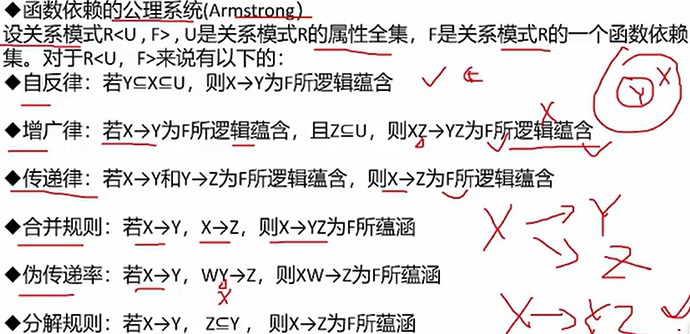 ◆函数依赖的公理系统(Armstrong)
设关系模式R<U , F> , U是关系模式R的属性全集，F是关系模式R的一个函数依赖
集。对于R<U，F>来说有以下的：
◆自反律：若Y⊆X⊆U，则X→Y为F所逻辑蕴含
X
Y
◆增广律：若X→Y为F所逻辑蕴含，且Z⊆U，则XZ→YZ为F所逻辑蕴含
X
◆传递律：若X→Y和Y→Z为F所逻辑蕴含，则X→Z为F所逻辑蕴含
◆合并规则：若X→Y，X→Z，则X→YZ为F所蕴涵
X → Y
Z
◆伪传递率：若X→Y，WY→Z，则XW→Z为F所蕴涵
X
X → YZ
◆分解规则：若X→Y， Z⊆Y ，则X→Z为F所蕴涵